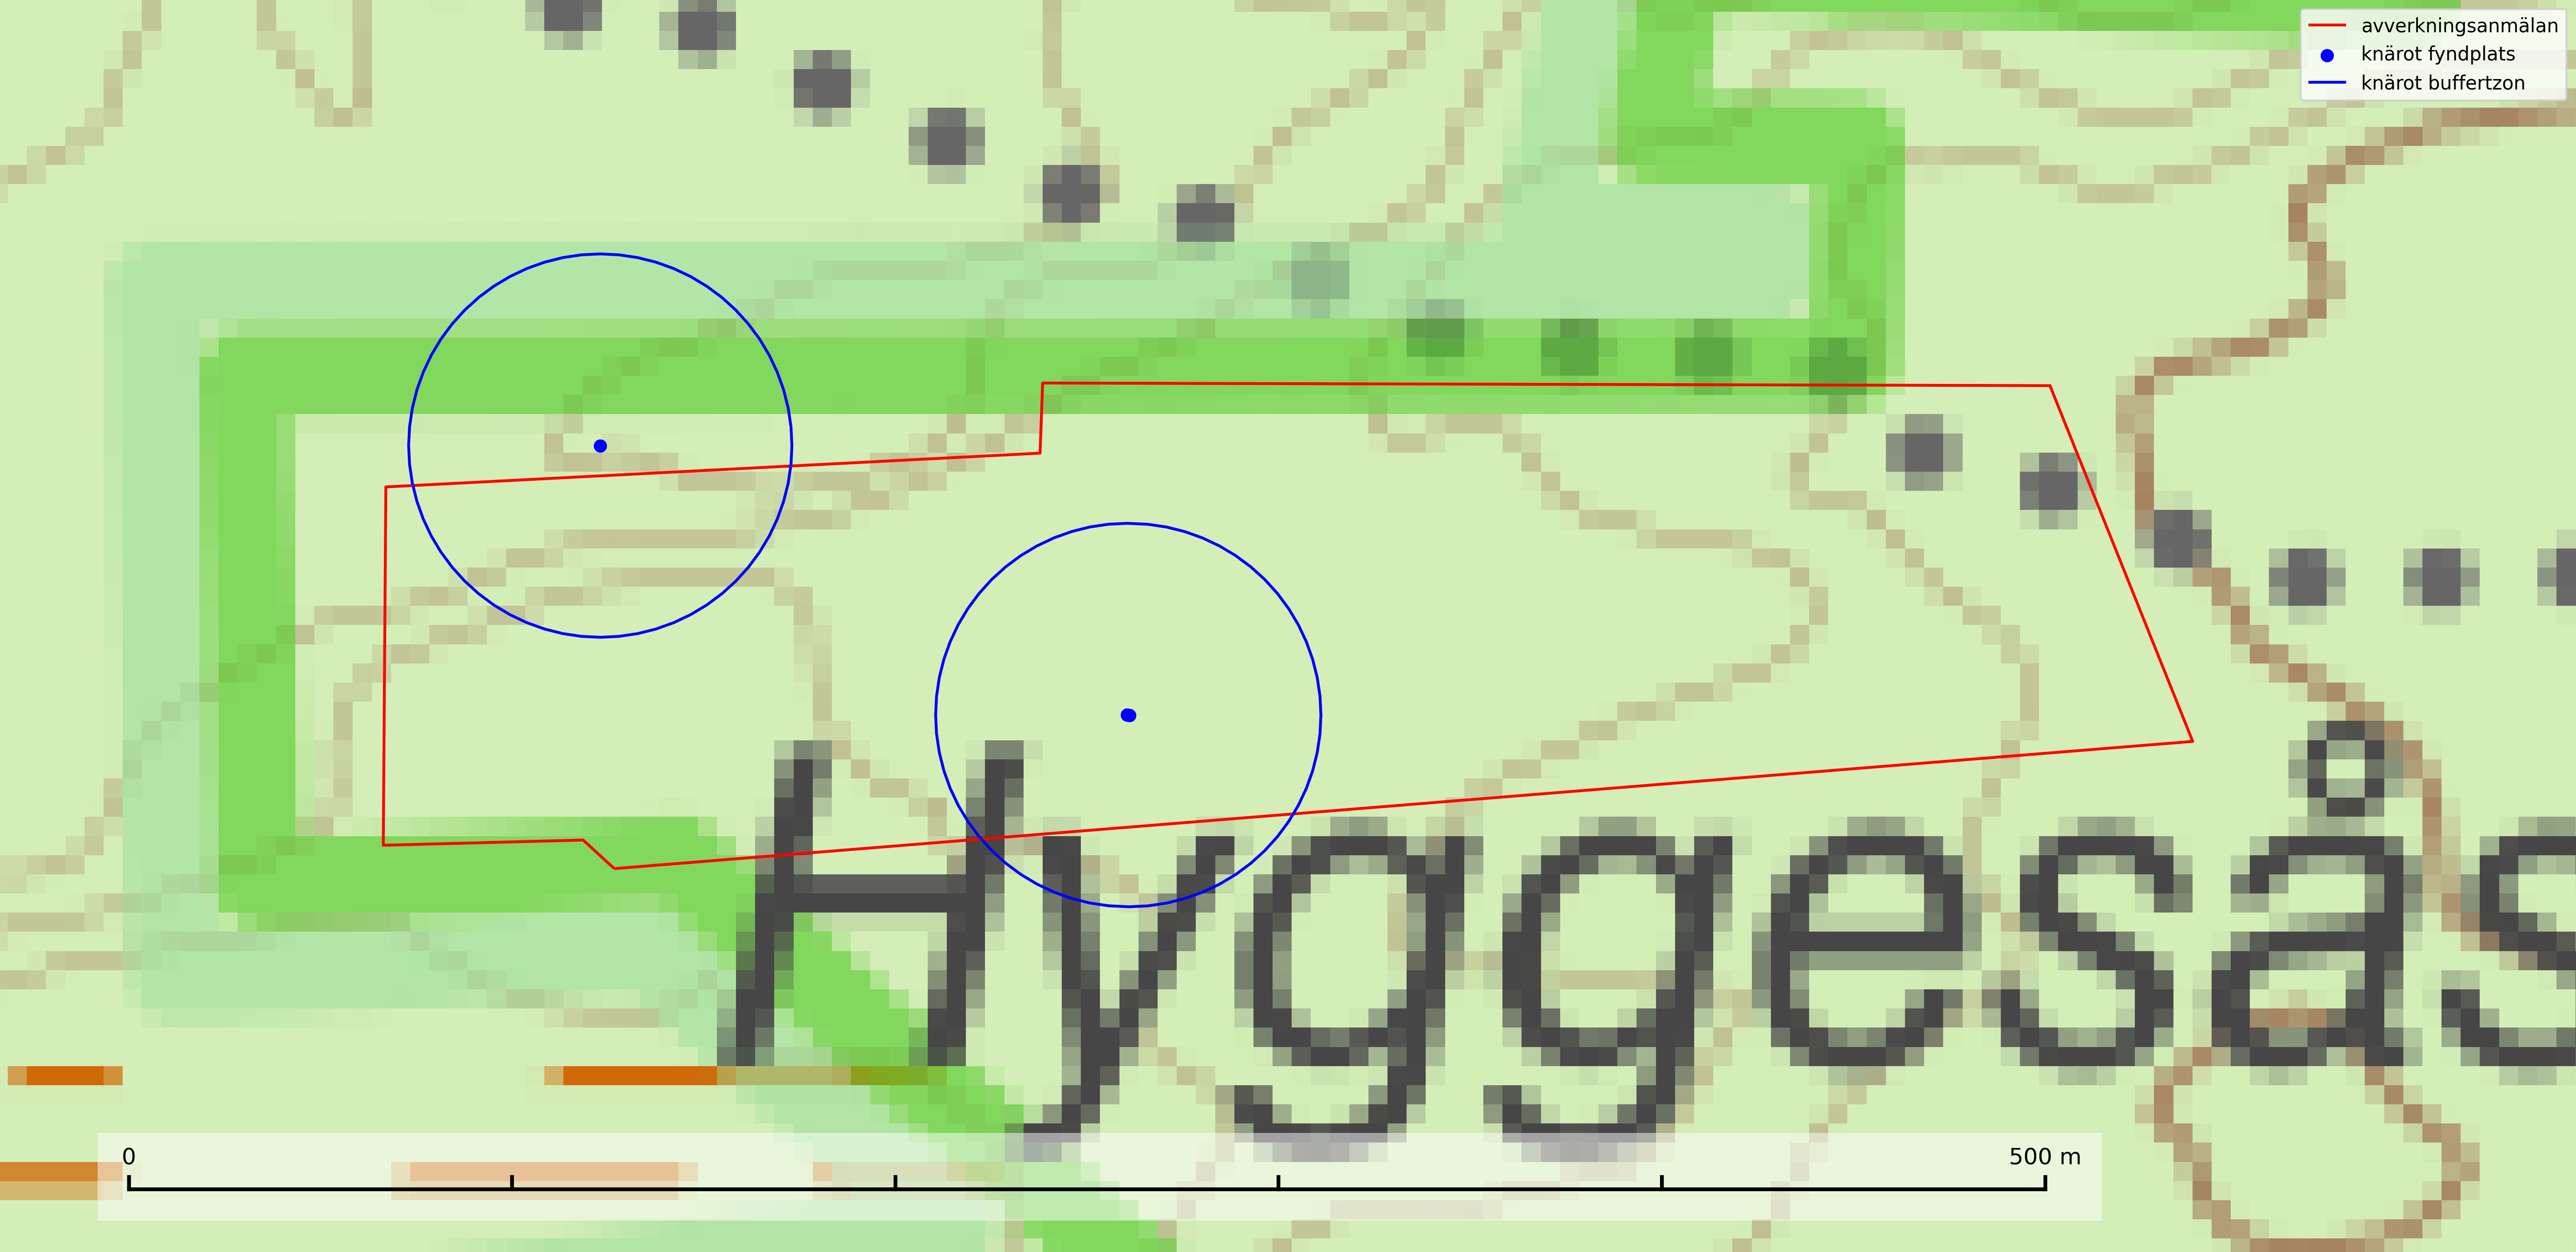 avverkningsanmälan
knärot fyndplats
knärot buffertzon
Hyggesås
0
500 m